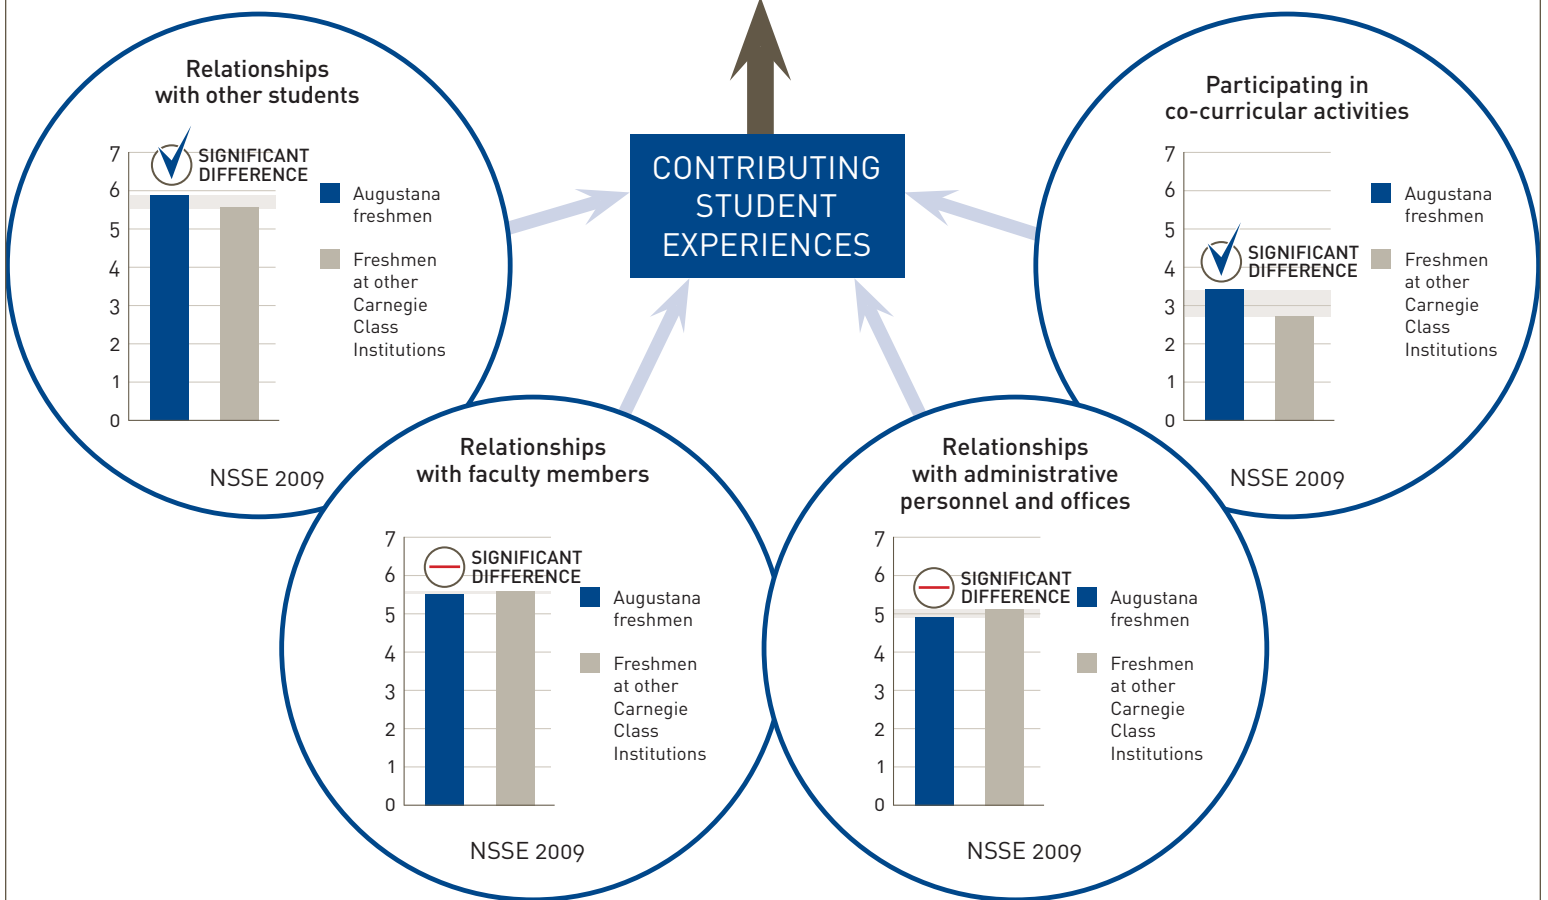 Relationships
with other students
7
6
5
4
3
2
1
0
SIGNIFICANT
DIFFERENCE
Augustana
freshmen
Freshmen
at other
Carnegie
Class
Institutions
NSSE 2009
CONTRIBUTING
STUDENT
EXPERIENCES
Participating in
co-curricular activities
7
6
5
4
3
2
1
0
SIGNIFICANT
DIFFERENCE
Augustana
freshmen
Freshmen
at other
Carnegie
Class
Institutions
NSSE 2009
Relationships
with faculty members
7
6
5
4
3
2
1
0
SIGNIFICANT
DIFFERENCE
Augustana
freshmen
Freshmen
at other
Carnegie
Class
Institutions
NSSE 2009
Relationships
with administrative
personnel and offices
7
6
5
4
3
2
1
0
SIGNIFICANT
DIFFERENCE
Augustana
freshmen
Freshmen
at other
Carnegie
Class
Institutions
NSSE 2009